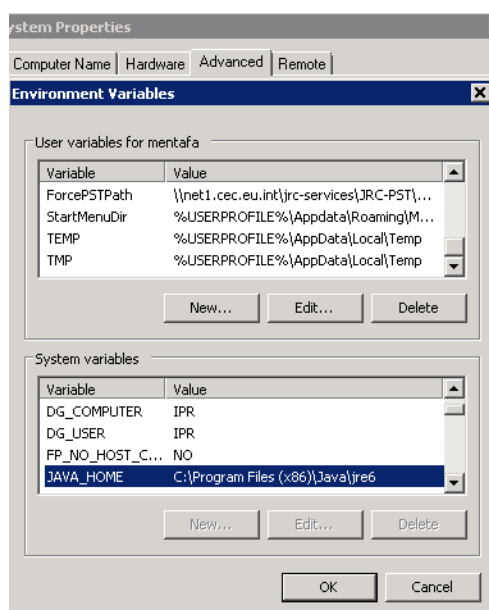 ystem Properties
Computer Name Hardware Advanced Remote
Environment Variables
User variables for mentafa
Variable Value
ForcePSTPath \\net1.cec.eu.int\jrc-services\JRC-PST\...
StartMenuDir %USERPROFILE%\Appdata\Roaming\M...
TEMP %USERPROFILE%\AppData\Local\Temp
TMP %USERPROFILE%\AppData\Local\Temp
New... Edit... Delete
System variables
Variable Value
DG_COMPUTER IPR
DG_USER IPR
FP_NO_HOST_C... NO
JAVA_HOME C:\Program Files (x86)\Java\jre6
New... Edit... Delete
OK Cancel